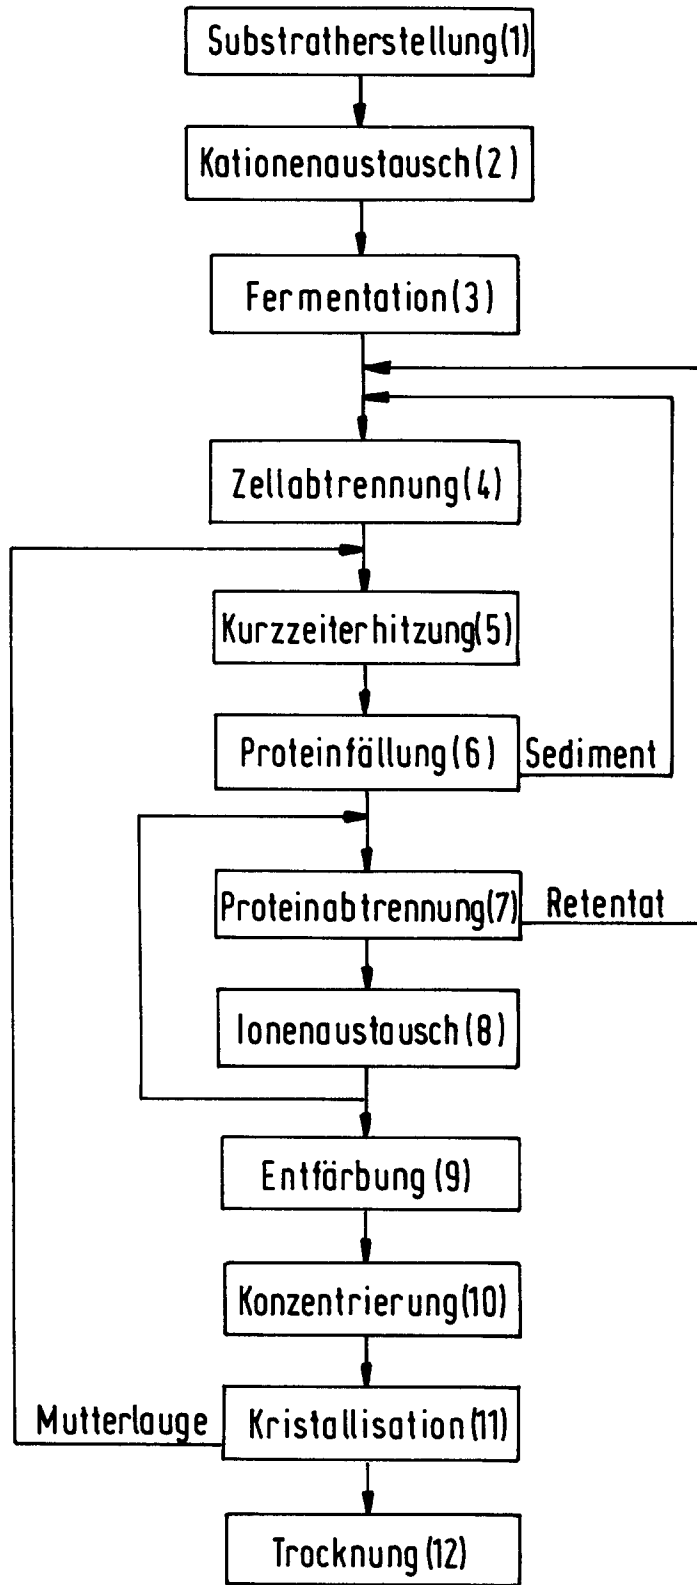 Substratherstellung(1)
Kationenaustausch(2)
Fermentation(3)
Zellabtrennung(4)
Kurzzeiterhitzung(5)
Proteinfällung(6)
Sediment
Proteinabtrennung(7)
Retentat
Ionenaustausch(8)
Entfärbung(9)
Konzentrierung(10)
Mutterlauge
Kristallisation(11)
Trocknung(12)